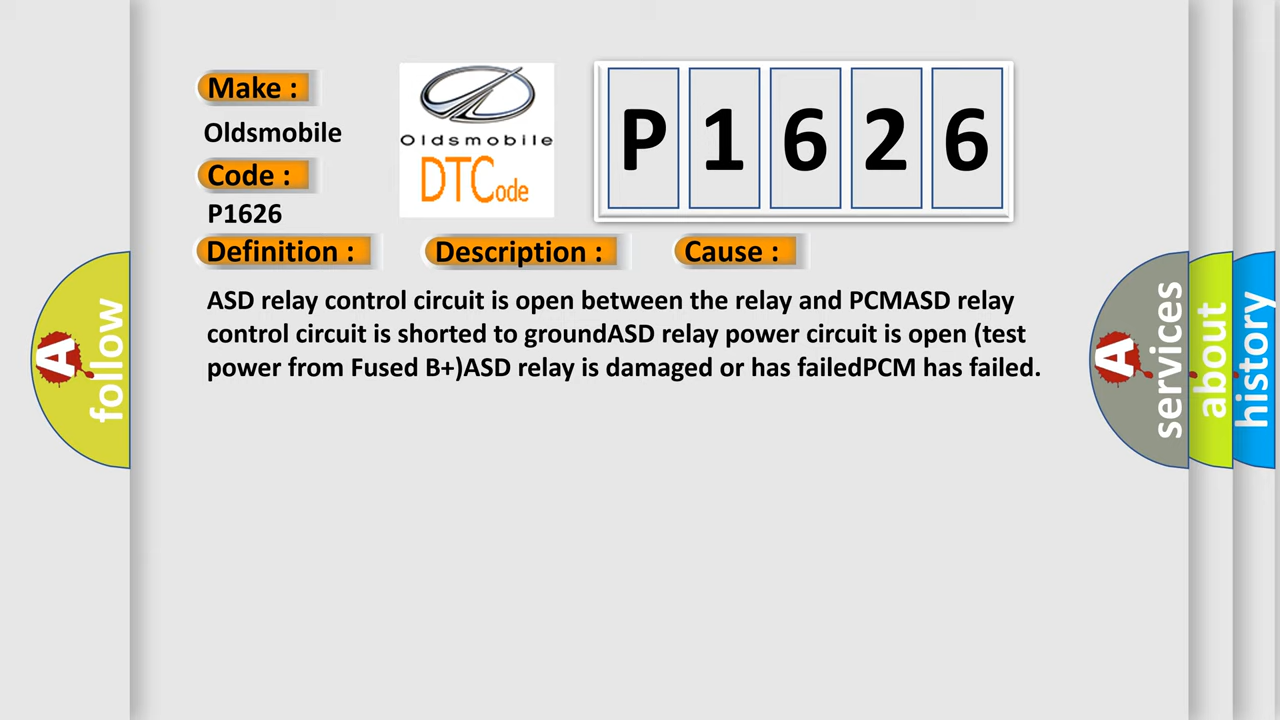 Make :
Oldsmobile
Code :
P1626
Oldsmobile
DTCode
P 1 6 2 6
Definition :
Description :
Cause :
ASD relay control circuit is open between the relay and PCMASD relay
control circuit is shorted to groundASD relay power circuit is open (test
power from Fused B+)ASD relay is damaged or has failedPCM has failed.
A
follow
A
services
about
history